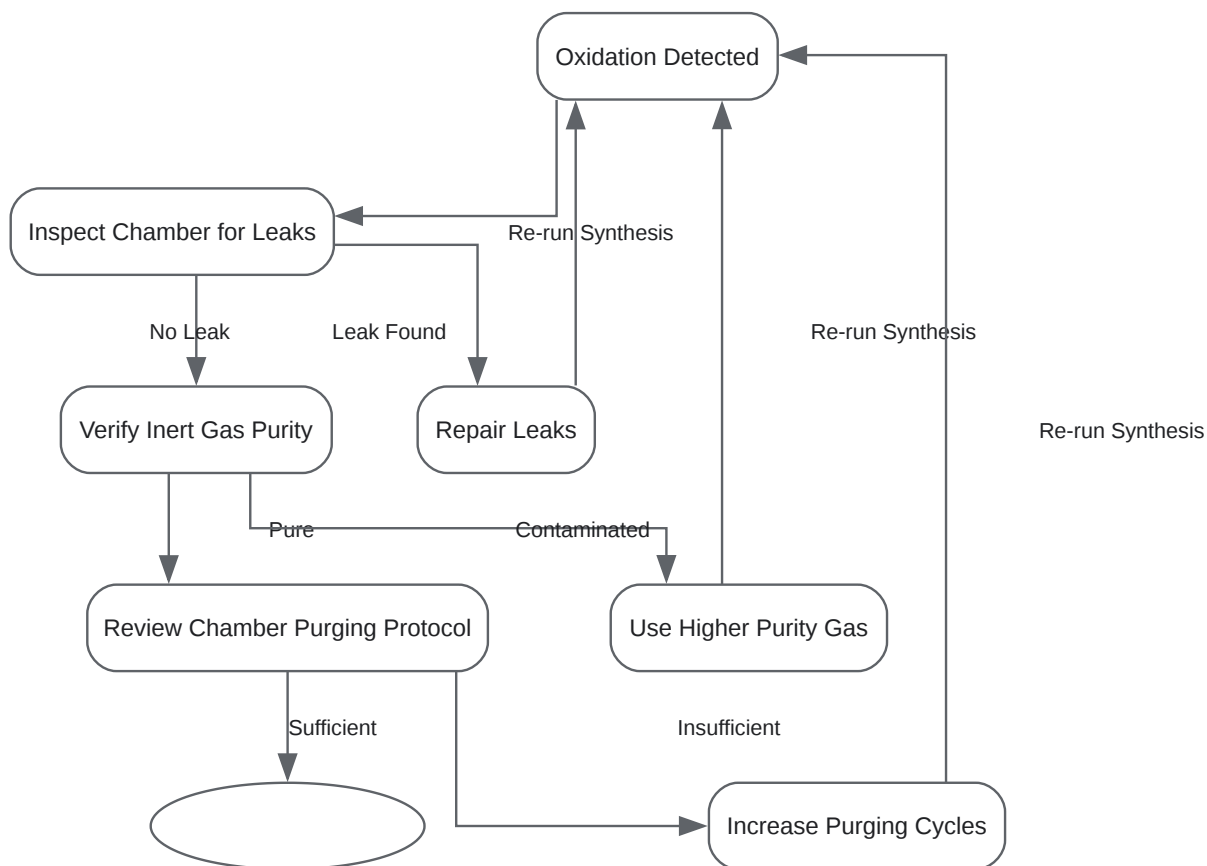 Oxidation Detected
Inspect Chamber for Leaks
Re-run Synthesis
No Leak
Leak Found
Re-run Synthesis
Verify Inert Gas Purity
Repair Leaks
Re-run Synthesis
Pure
Contaminated
Review Chamber Purging Protocol
Use Higher Purity Gas
Sufficient
Insufficient
Increase Purging Cycles